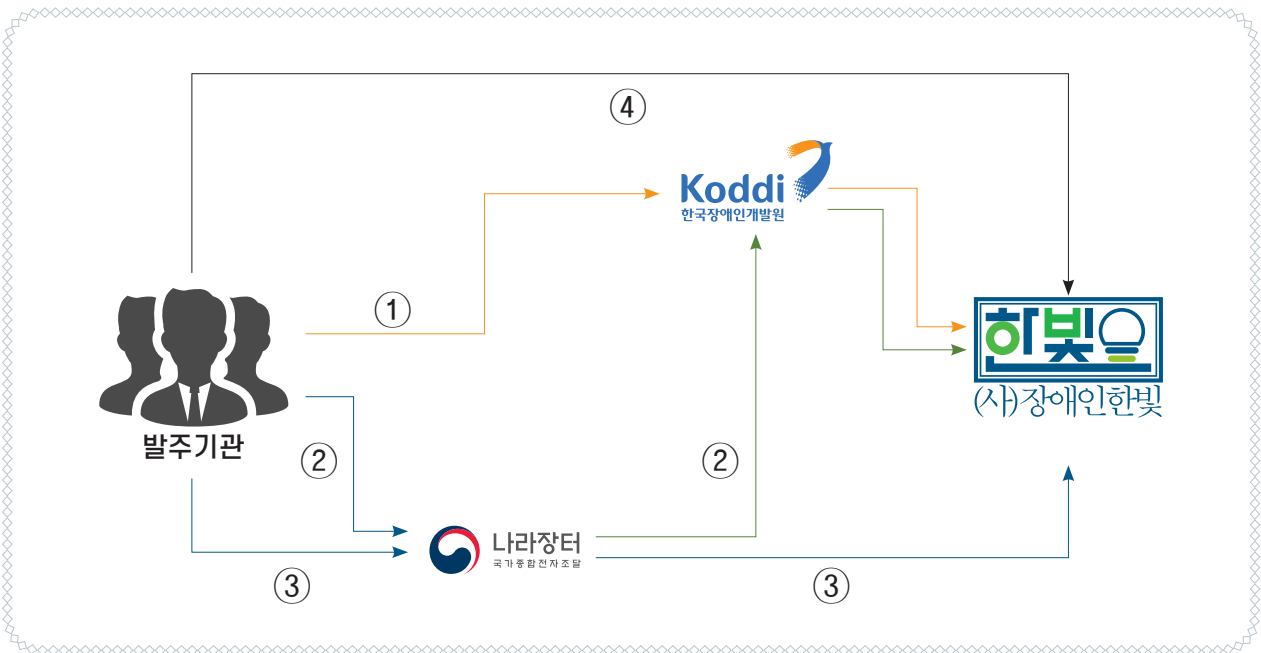 ④
Koddi
한국장애인개발원
①
한빛
(사)장애인한빛
발주기관
②
②
나라장터
국가종합전자조달
③
③